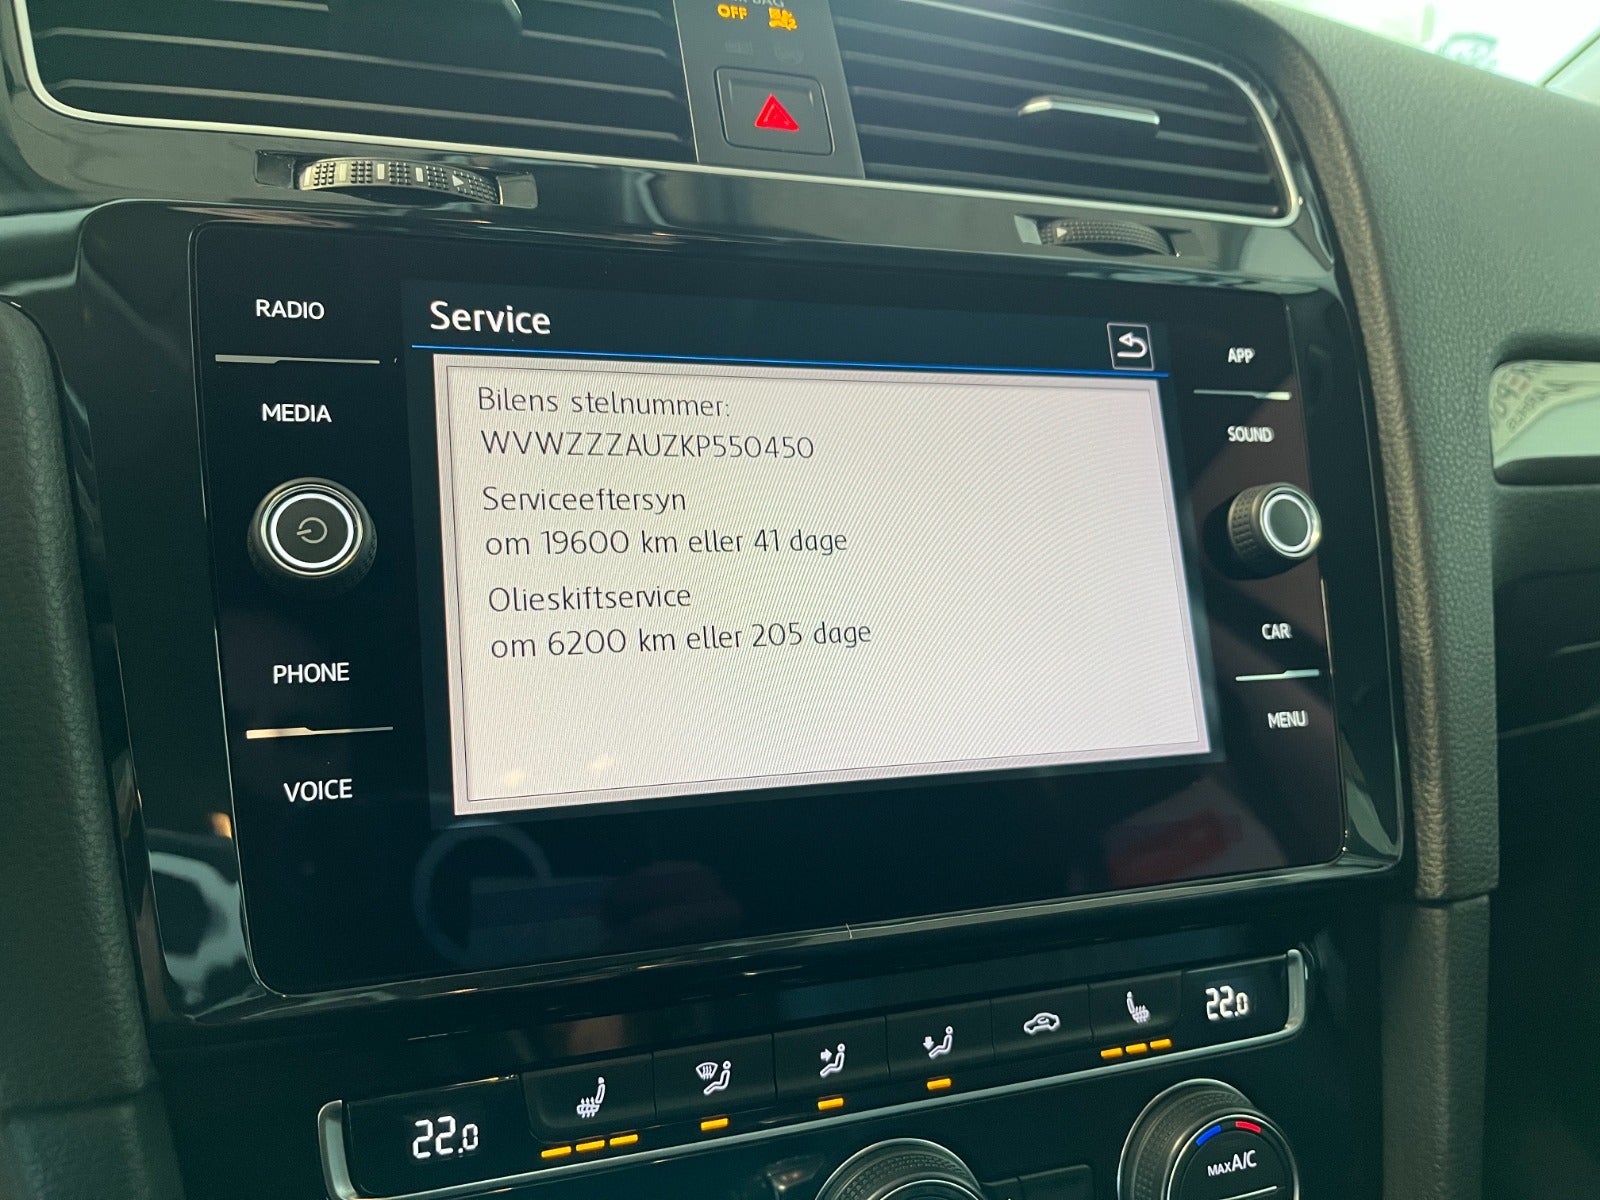 OFF
RADIO
MEDIA
PHONE
VOICE
Service
Bilens stelnummer:
WVWZZZAUZKP550450
Serviceeftersyn
om 19600 km eller 41 dage
Olieskiftservice
om 6200 km eller 205 dage
APP
SOUND
CAR
MENU
22.0
22.0
MAX A/C